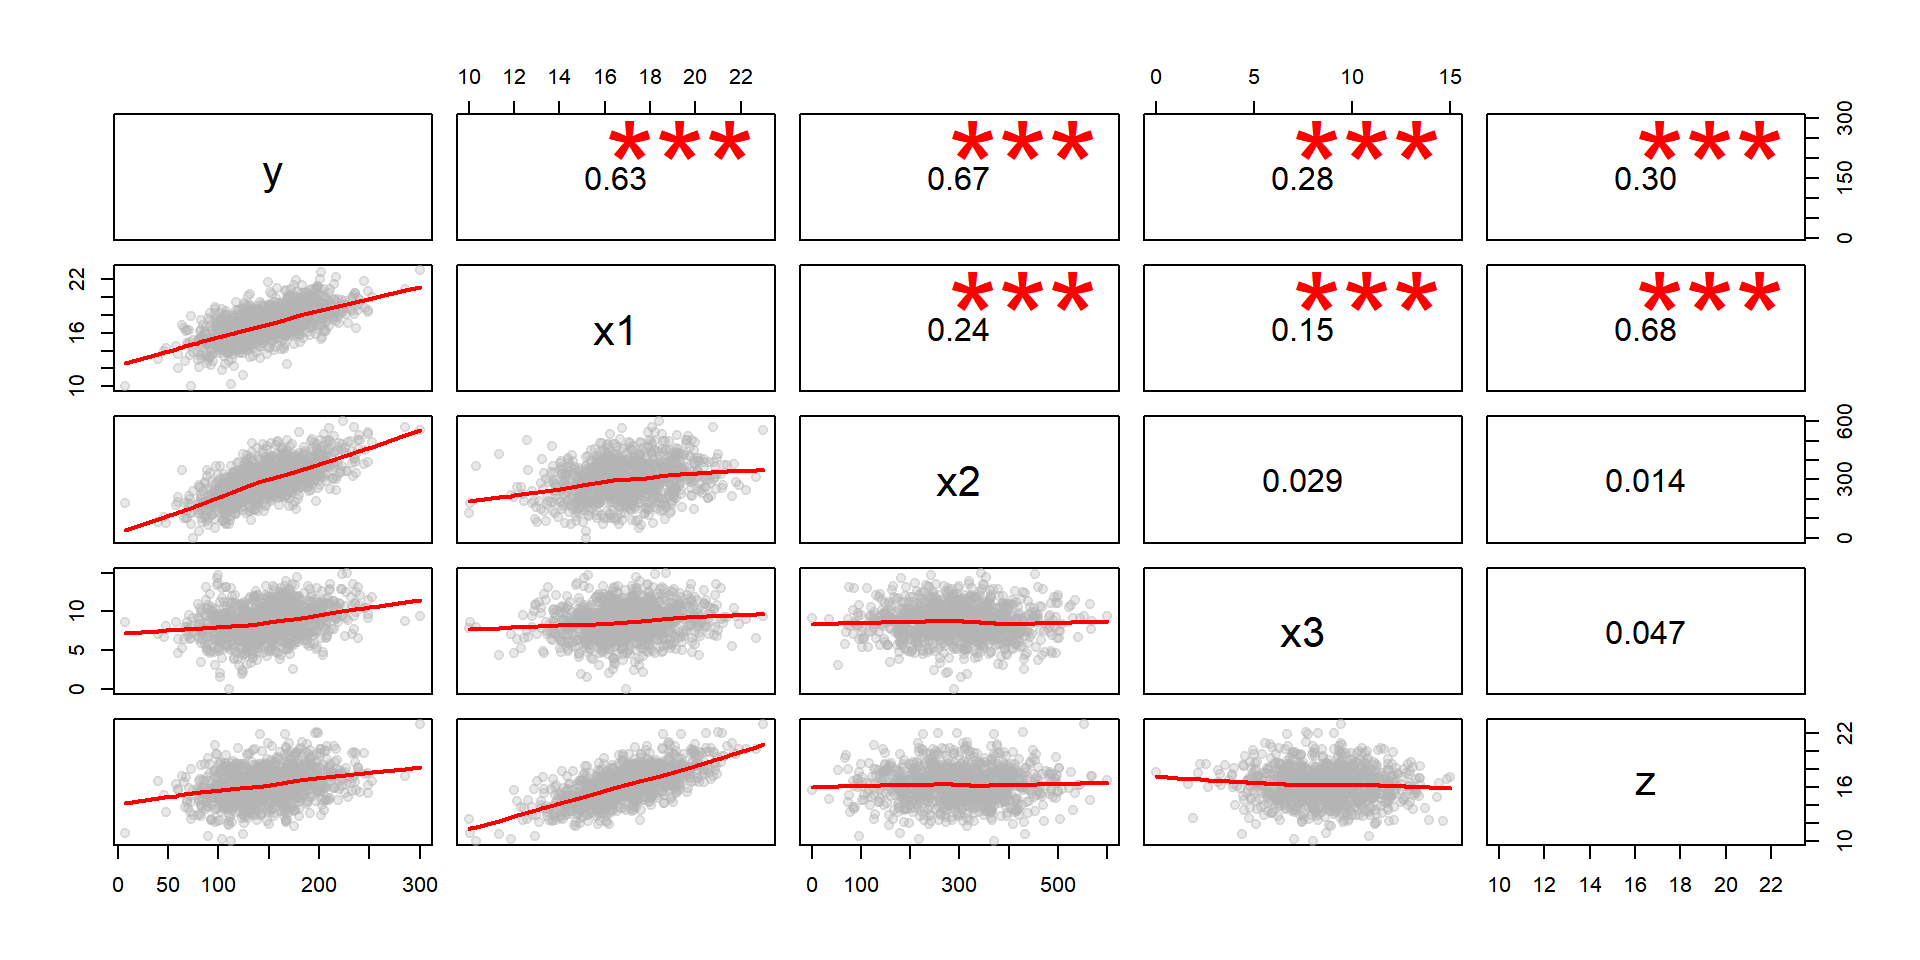 10 12 14 16 18 20 22 0 5 10 15
y *** 0.63 *** 0.67 *** 0.28 *** 0.30 0 150 300
10 16 22 x1 *** 0.24 *** 0.15 *** 0.68
x2 0.029 0.014 0 300 600
0 5 10 x3 0.047
z 10 16 22
0 50 100 200 300 0 100 300 500 10 12 14 16 18 20 22